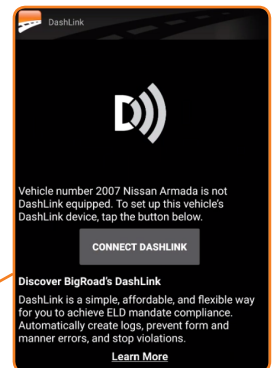 DashLink
D
Vehicle number 2007 Nissan Armada is not
DashLink equipped. To set up this vehicle's
DashLink device, tap the button below.
CONNECT DASHLINK
Discover BigRoad's DashLink
DashLink is a simple, affordable, and flexible way
for you to achieve ELD mandate compliance.
Automatically create logs, prevent form and
manner errors, and stop violations.
Learn More